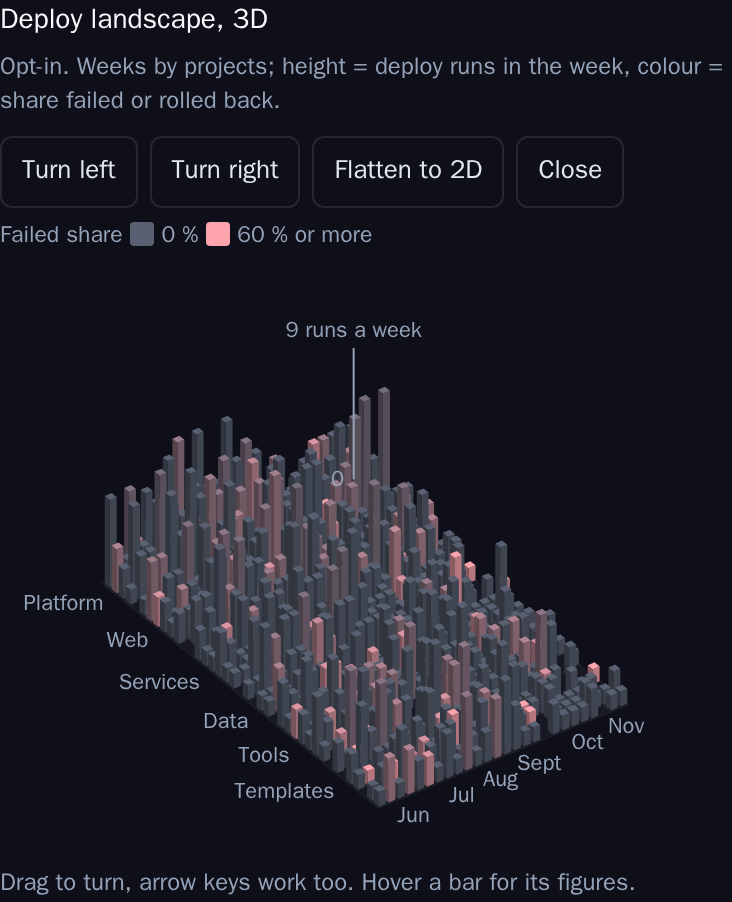 Deploy landscape, 3D
Opt-in. Weeks by projects; height = deploy runs in the week, colour =
share failed or rolled back.
Turn left
Turn right
Flatten to 2D
Close
Failed share 0 % 60 % or more
9 runs a week
0
Platform
Web
Services
Data
Tools
Templates
Jun
Jul
Aug
Sept
Oct
Nov
Drag to turn, arrow keys work too. Hover a bar for its figures.